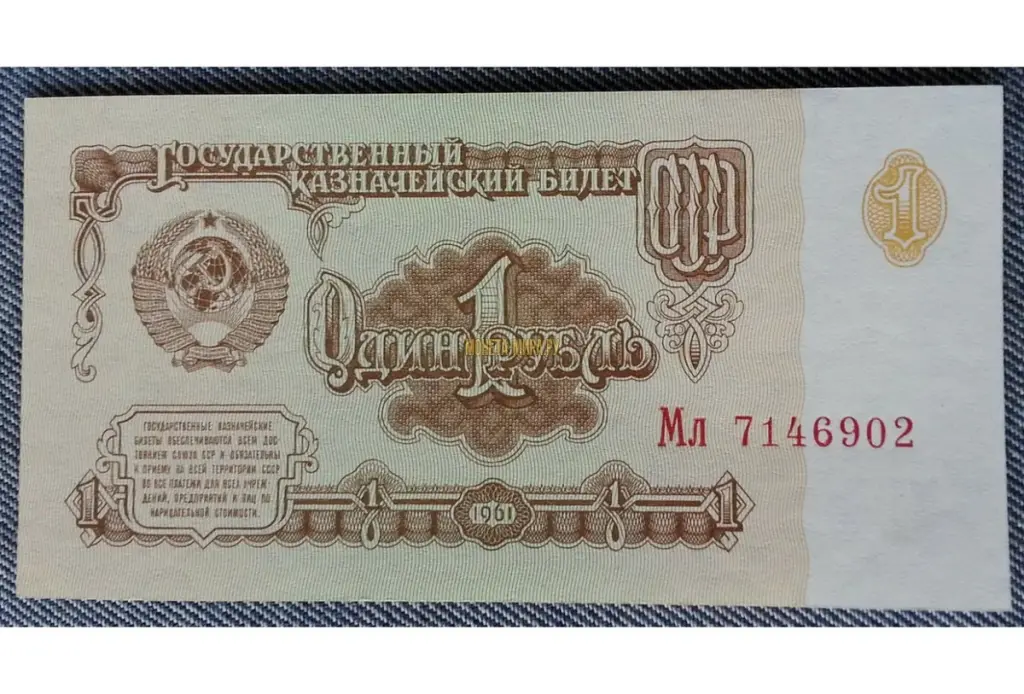 Государственный
казначейский билет
СССР
1
1
Один рубль
Мл 7146902
ГОСУДАРСТВЕННЫЕ КАЗНАЧЕЙСКИЕ
БИЛЕТЫ ОБЕСПЕЧИВАЮТСЯ ВСЕМ ДОС-
ТОЯНИЕМ СОЮЗА ССР И ОБЯЗАТЕЛЬНЫ
К ПРИЕМУ НА ВСЕЙ ТЕРРИТОРИИ СССР
ВО ВСЕ ПЛАТЕЖИ ДЛЯ ВСЕХ УЧРЕЖ-
ДЕНИЙ, ПРЕДПРИЯТИЙ И ЛИЦ ПО
НАРИЦАТЕЛЬНОЙ СТОИМОСТИ.
1 1 1961 1 1